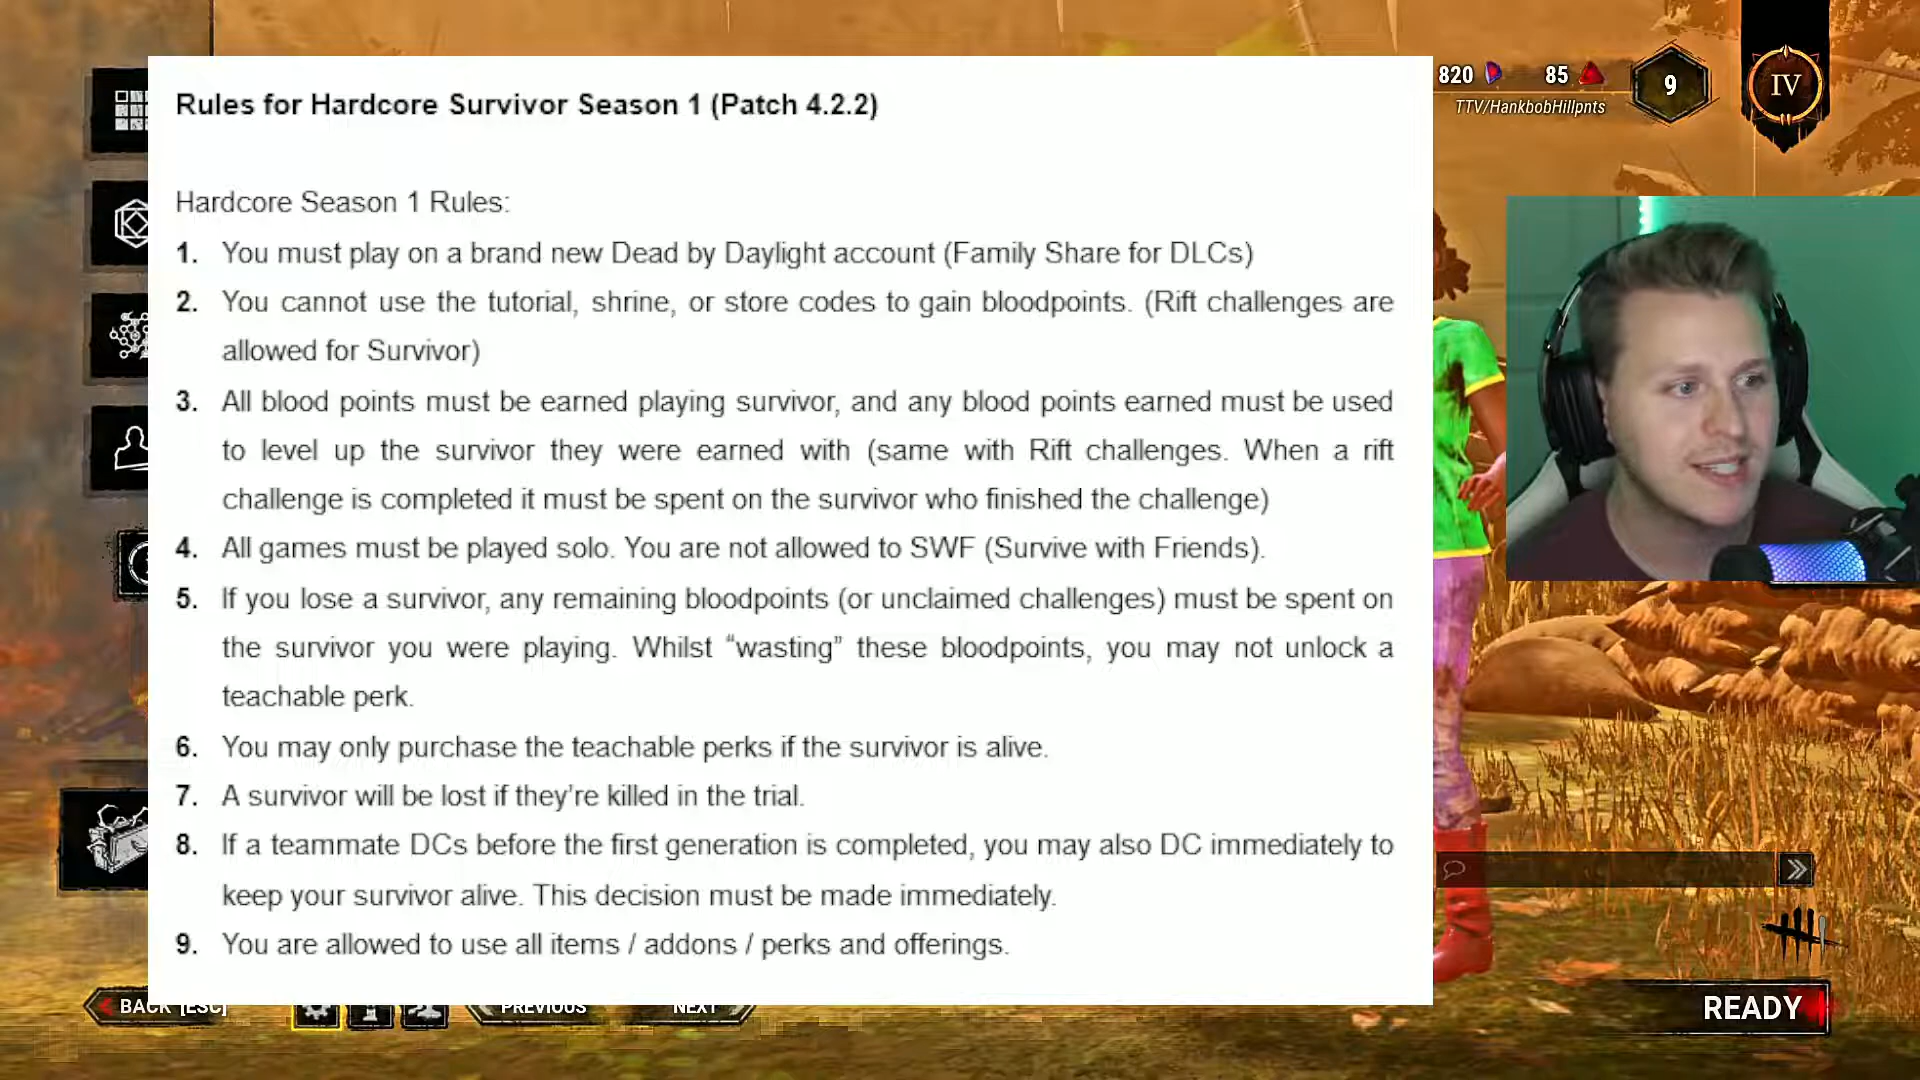 Rules for Hardcore Survivor Season 1 (Patch 4.2.2)
820 85 9 IV
TTV/HankbobHillpnts
Hardcore Season 1 Rules:
1. You must play on a brand new Dead by Daylight account (Family Share for DLCs)
2. You cannot use the tutorial, shrine, or store codes to gain bloodpoints. (Rift challenges are
allowed for Survivor)
3. All blood points must be earned playing survivor, and any blood points earned must be used
to level up the survivor they were earned with (same with Rift challenges. When a rift
challenge is completed it must be spent on the survivor who finished the challenge)
4. All games must be played solo. You are not allowed to SWF (Survive with Friends).
5. If you lose a survivor, any remaining bloodpoints (or unclaimed challenges) must be spent on
the survivor you were playing. Whilst “wasting” these bloodpoints, you may not unlock a
teachable perk.
6. You may only purchase the teachable perks if the survivor is alive.
7. A survivor will be lost if they’re killed in the trial.
8. If a teammate DCs before the first generation is completed, you may also DC immediately to
keep your survivor alive. This decision must be made immediately.
9. You are allowed to use all items / addons / perks and offerings.
BACK [ESC] PREVIOUS NEXT READY